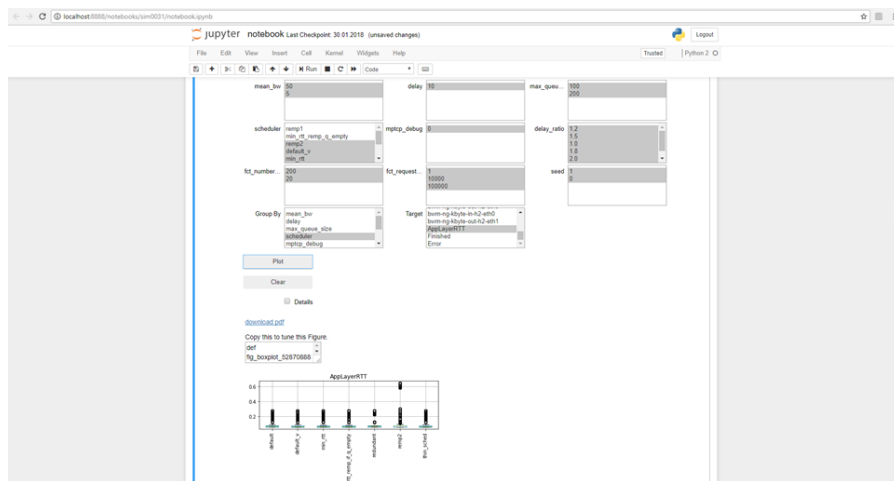 localhost:8888/notebooks/sim0031/notebook.ipynb
jupyter notebook Last Checkpoint: 30.01.2018 (unsaved changes)
Logout
File Edit View Insert Cell Kernel Widgets Help
Trusted Python 2
Run Code
mean_bw 50 5
delay 10
max_queu... 100 200
scheduler remp1 min_rtt_remp_q_empty remp2 default_v min_rtt
mptcp_debug 0
delay_ratio 1.2 1.5 1.0 1.8 2.0
fct_number... 200 20
fct_request... 1 10000 100000
seed 1 0
Group By mean_bw delay max_queue_size scheduler mptcp_debug
Target bwm-ng-kbyte-in-h2-eth0 bwm-ng-kbyte-out-h2-eth1 AppLayerRTT Finished Error
Plot
Clear
Details
download pdf
Copy this to tune this Figure.
def
fig_boxplot_52870888
AppLayerRTT
0.6
0.4
0.2
default default_v min_rtt redundant remp2